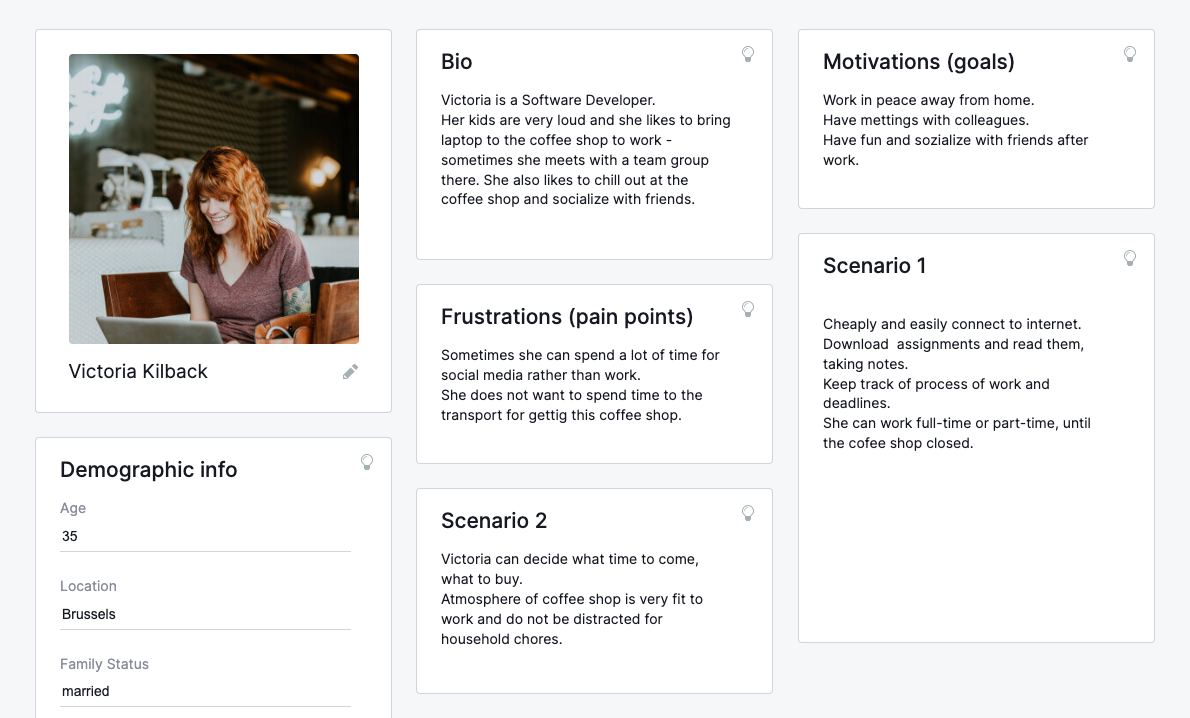 Victoria Kilback
Demographic info
Age
35
Location
Brussels
Family Status
married
Bio
Victoria is a Software Developer.
Her kids are very loud and she likes to bring
laptop to the coffee shop to work -
sometimes she meets with a team group
there. She also likes to chill out at the
coffee shop and socialize with friends.
Frustrations (pain points)
Sometimes she can spend a lot of time for
social media rather than work.
She does not want to spend time to the
transport for gettig this coffee shop.
Scenario 2
Victoria can decide what time to come,
what to buy.
Atmosphere of coffee shop is very fit to
work and do not be distracted for
household chores.
Motivations (goals)
Work in peace away from home.
Have mettings with colleagues.
Have fun and sozialize with friends after
work.
Scenario 1
Cheaply and easily connect to internet.
Download  assignments and read them,
taking notes.
Keep track of process of work and
deadlines.
She can work full-time or part-time, until
the cofee shop closed.